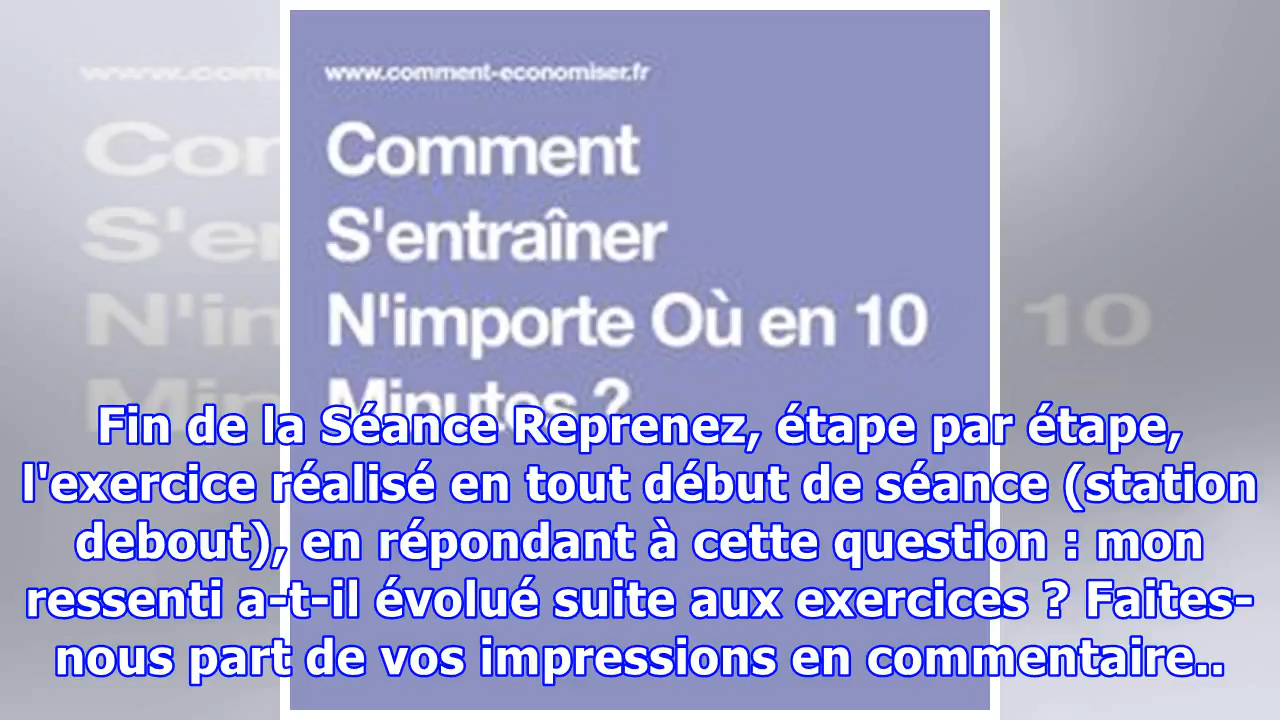 www.comment-economiser.fr
Comment
S'entraîner
N'importe Où en 10
Minutes ?
Fin de la Séance Reprenez, étape par étape,
l'exercice réalisé en tout début de séance (station
debout), en répondant à cette question : mon
ressenti a-t-il évolué suite aux exercices ? Faites-
nous part de vos impressions en commentaire..